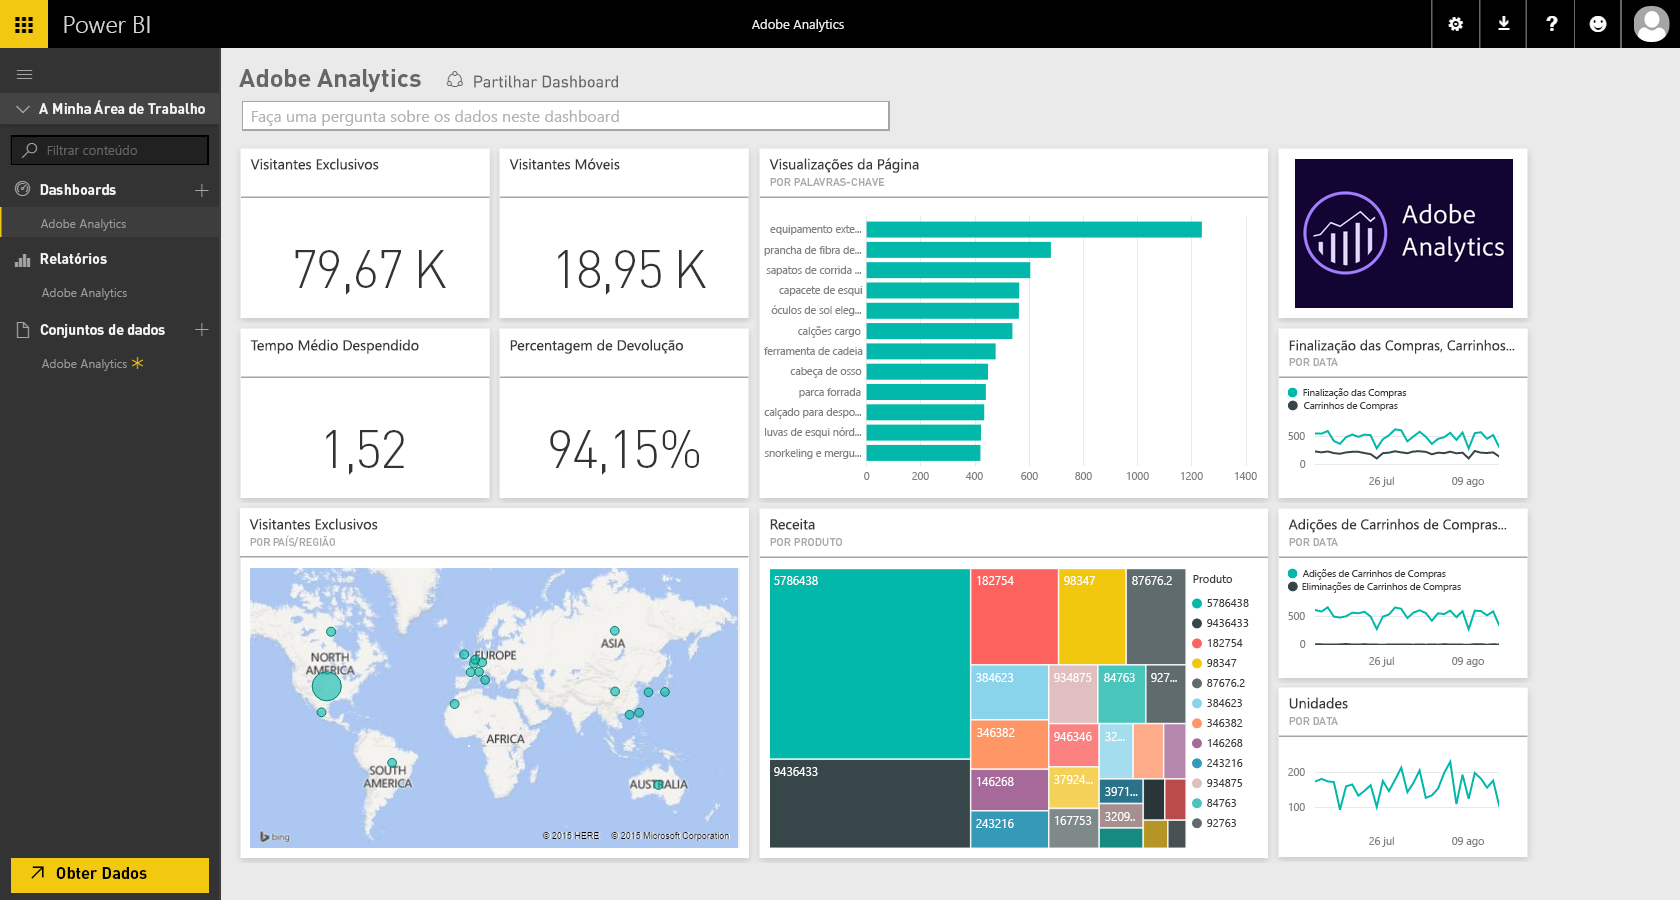 Power BI
Adobe Analytics
?
A Minha Área de Trabalho
Filtrar conteúdo
Dashboards
Adobe Analytics
Relatórios
Adobe Analytics
Conjuntos de dados
Adobe Analytics
Obter Dados
Adobe Analytics
Partilhar Dashboard
Faça uma pergunta sobre os dados neste dashboard
Visitantes Exclusivos
79,67 K
Visitantes Móveis
18,95 K
Tempo Médio Despendido
1,52
Percentagem de Devolução
94,15%
Visualizações da Página
POR PALAVRAS-CHAVE
equipamento exte...
prancha de fibra de...
sapatos de corrida ...
capacete de esqui
óculos de sol eleg...
calções cargo
ferramenta de cadeia
cabeça de osso
parca forrada
calçado para despo...
luvas de esqui nórd...
snorkeling e mergu...
0 200 400 600 800 1000 1200 1400
Adobe
Analytics
Finalização das Compras, Carrinhos...
POR DATA
Finalização das Compras
Carrinhos de Compras
500
0
26 jul 09 ago
Visitantes Exclusivos
POR PAÍS/REGIÃO
NORTH
AMERICA
EUROPE
ASIA
AFRICA
SOUTH
AMERICA
AUSTRALIA
bing
© 2015 HERE © 2015 Microsoft Corporation
Receita
POR PRODUTO
5786438
9436433
182754
98347
87676.2
384623
934875
84763
927...
346382
946346
32...
146268
37924...
3971...
243216
167753
3209..
Produto
5786438
9436433
182754
98347
87676.2
384623
346382
146268
243216
934875
84763
92763
Adições de Carrinhos de Compras...
POR DATA
Adições de Carrinhos de Compras
Eliminações de Carrinhos de Compras
500
0
26 jul 09 ago
Unidades
POR DATA
200
100
26 jul 09 ago